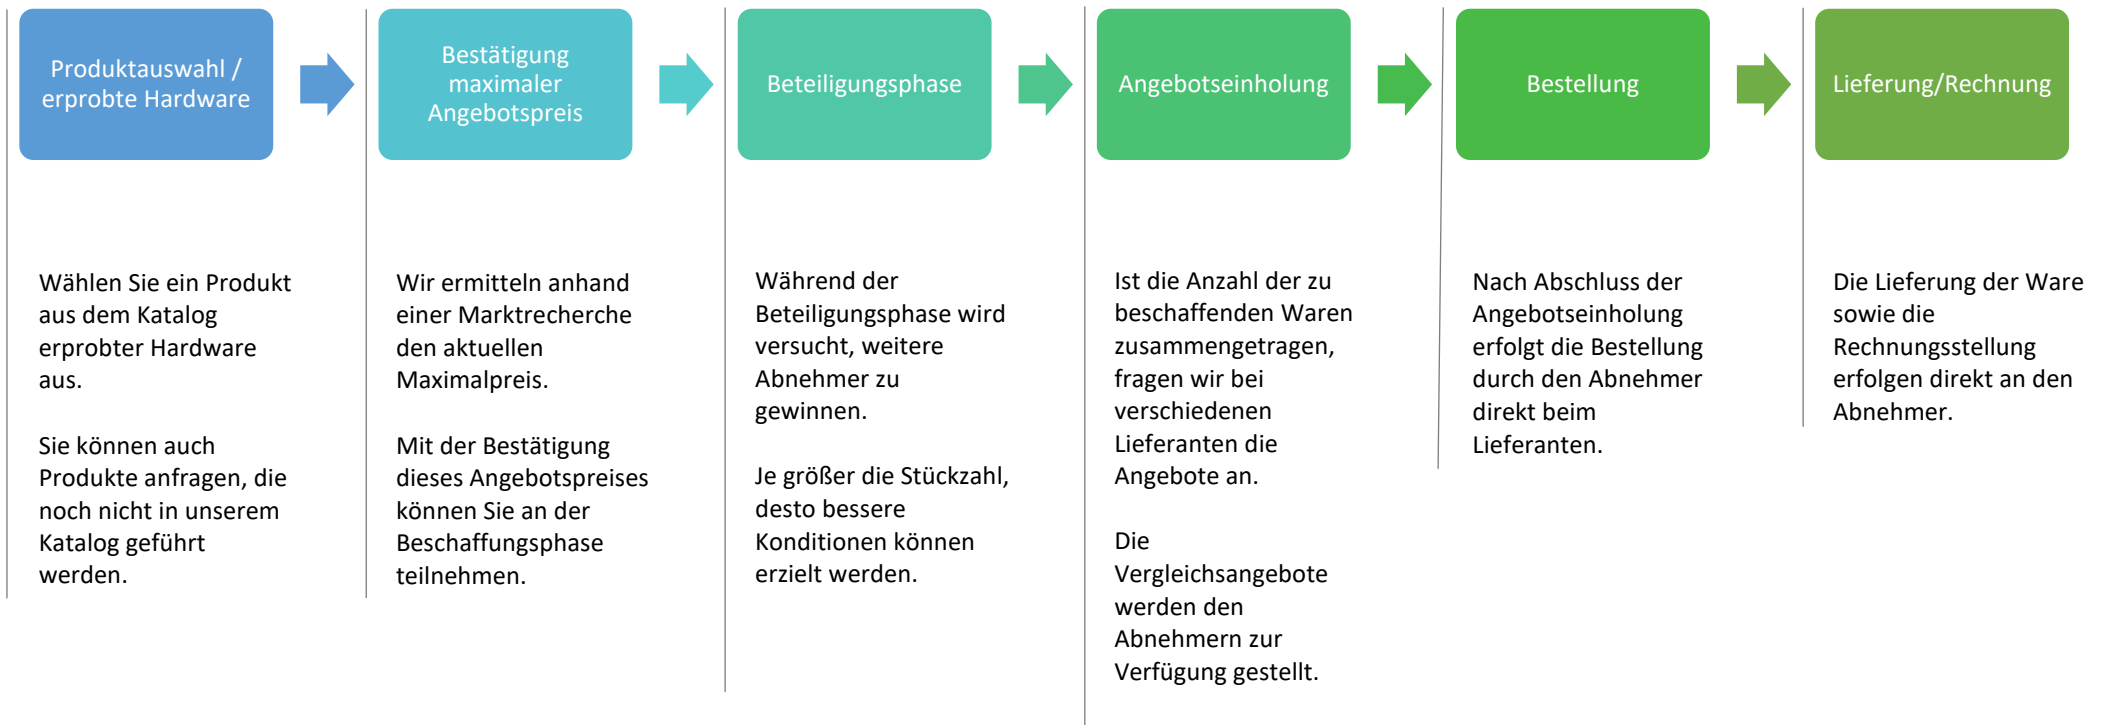 Produktauswahl /
erprobte Hardware
Bestätigung
maximaler
Angebotspreis
Beteiligungsphase
Angebotseinholung
Bestellung
Lieferung/Rechnung
Wählen Sie ein Produkt
aus dem Katalog
erprobter Hardware
aus.
Sie können auch
Produkte anfragen, die
noch nicht in unserem
Katalog geführt
werden.
Wir ermitteln anhand
einer Marktrecherche
den aktuellen
Maximalpreis.
Mit der Bestätigung
dieses Angebotspreises
können Sie an der
Beschaffungsphase
teilnehmen.
Während der
Beteiligungsphase wird
versucht, weitere
Abnehmer zu
gewinnen.
Je größer die Stückzahl,
desto bessere
Konditionen können
erzielt werden.
Ist die Anzahl der zu
beschaffenden Waren
zusammengetragen,
fragen wir bei
verschiedenen
Lieferanten die
Angebote an.
Die
Vergleichsangebote
werden den
Abnehmern zur
Verfügung gestellt.
Nach Abschluss der
Angebotseinholung
erfolgt die Bestellung
durch den Abnehmer
direkt beim
Lieferanten.
Die Lieferung der Ware
sowie die
Rechnungsstellung
erfolgen direkt an den
Abnehmer.